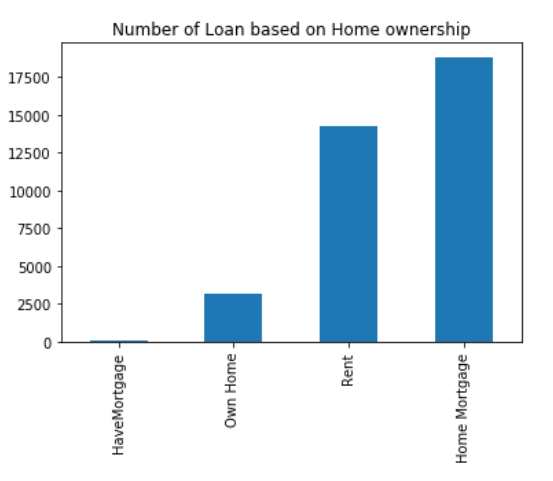 Number of Loan based on Home ownership
17500
15000
12500
10000
7500
5000
2500
0
HaveMortgage
Own Home
Rent
Home Mortgage